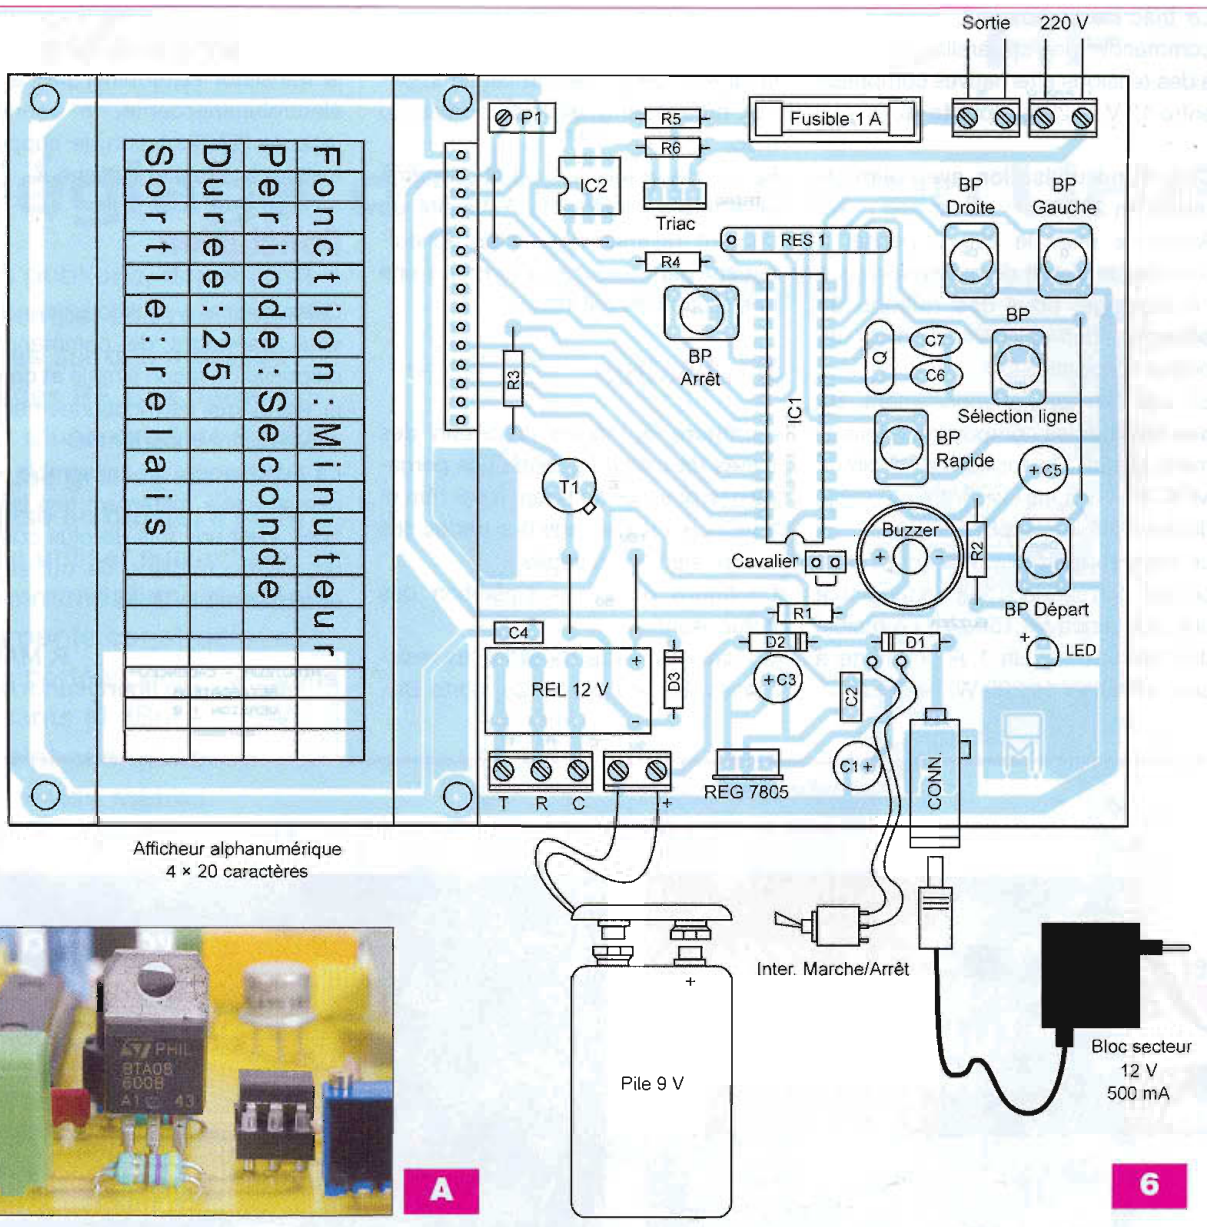 Sortie 220 V
P1
R5
Fusible 1 A
R6
IC2
Triac
BP Droite
BP Gauche
RES 1
R4
BP Arrêt
BP
Sélection ligne
C7
C6
Q
IC1
R3
BP Rapide
C5
+
T1
Buzzer
+
R2
Cavalier
BP Départ
R1
C4
D2
D1
+
LED
REL 12 V
+
-
D3
+C3
C2
C1+
REG 7805
CONN
T R C - +
Fonction:Minuteur
Periode:Seconde
Duree:25
Sortie:relais
Afficheur alphanumérique
4 × 20 caractères
Inter. Marche/Arrêt
+
Pile 9 V
Bloc secteur
12 V
500 mA
PHIL
BTA08
600B
A1 43
A
6